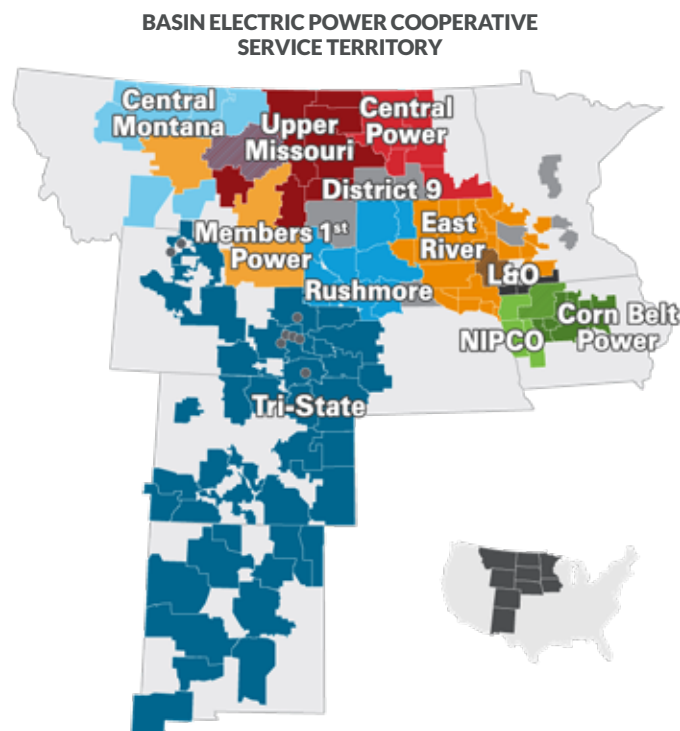 BASIN ELECTRIC POWER COOPERATIVE
SERVICE TERRITORY
Central
Montana
Upper
Missouri
Central
Power
District 9
Members 1st
Power
East
River
Rushmore
L&O
NIPCO
Corn Belt
Power
Tri-State